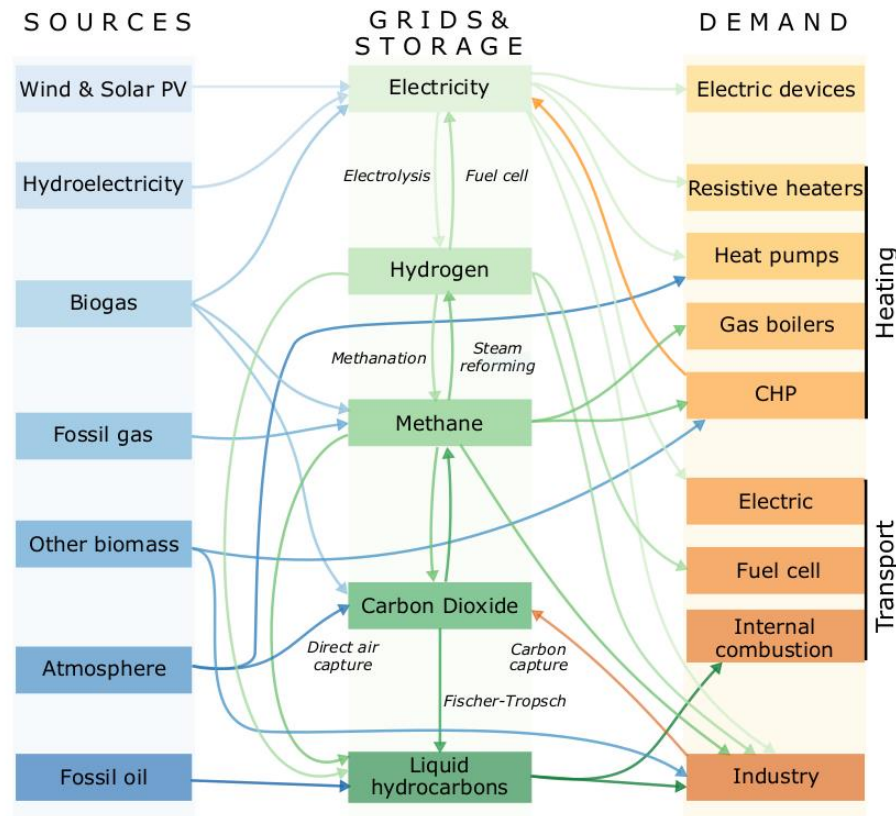 SOURCES
GRIDS &
STORAGE
DEMAND
Wind & Solar PV
Electricity
Electric devices
Hydroelectricity
Electrolysis
Fuel cell
Resistive heaters
Hydrogen
Heat pumps
Biogas
Gas boilers
Heating
Methanation
Steam
reforming
CHP
Fossil gas
Methane
Electric
Other biomass
Fuel cell
Transport
Carbon Dioxide
Internal
combustion
Atmosphere
Direct air
capture
Carbon
capture
Fischer-Tropsch
Fossil oil
Liquid
hydrocarbons
Industry